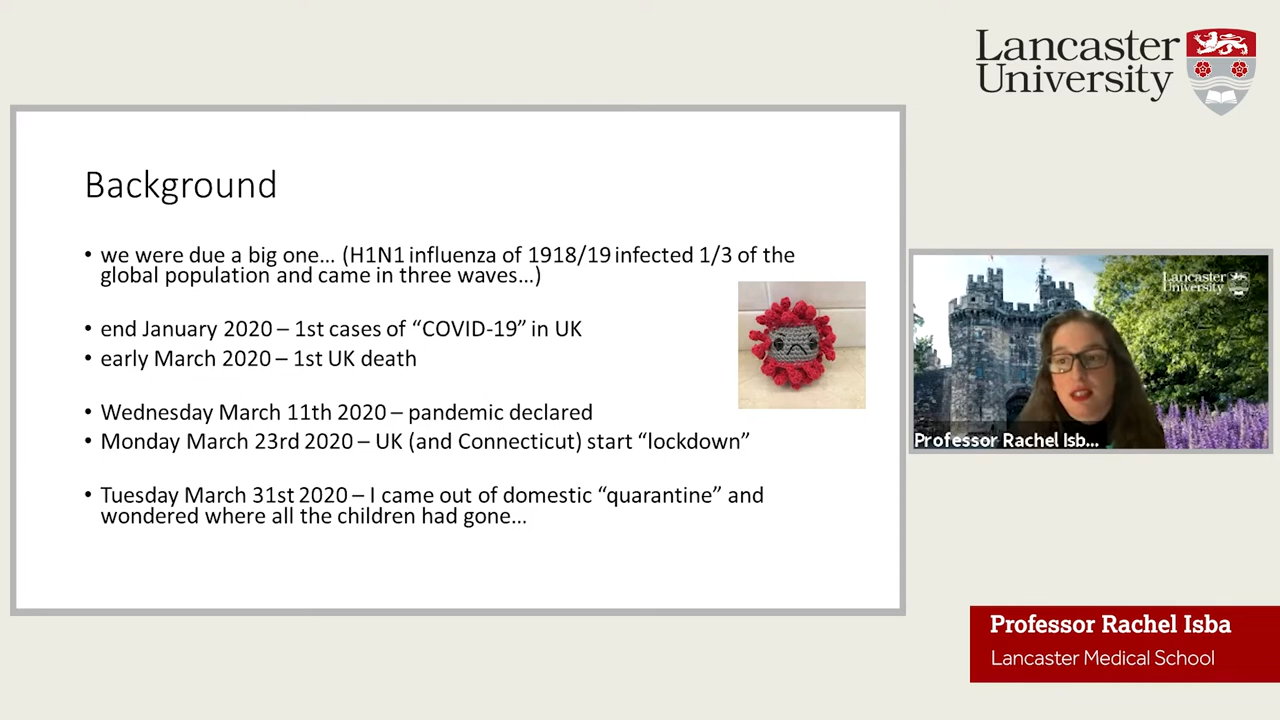 Lancaster
University
Background
• we were due a big one... (H1N1 influenza of 1918/19 infected 1/3 of the
global population and came in three waves...)
• end January 2020 – 1st cases of “COVID-19” in UK
• early March 2020 – 1st UK death
• Wednesday March 11th 2020 – pandemic declared
• Monday March 23rd 2020 – UK (and Connecticut) start “lockdown”
• Tuesday March 31st 2020 – I came out of domestic “quarantine” and
wondered where all the children had gone...
Lancaster
University
Professor Rachel Isb...
Professor Rachel Isba
Lancaster Medical School